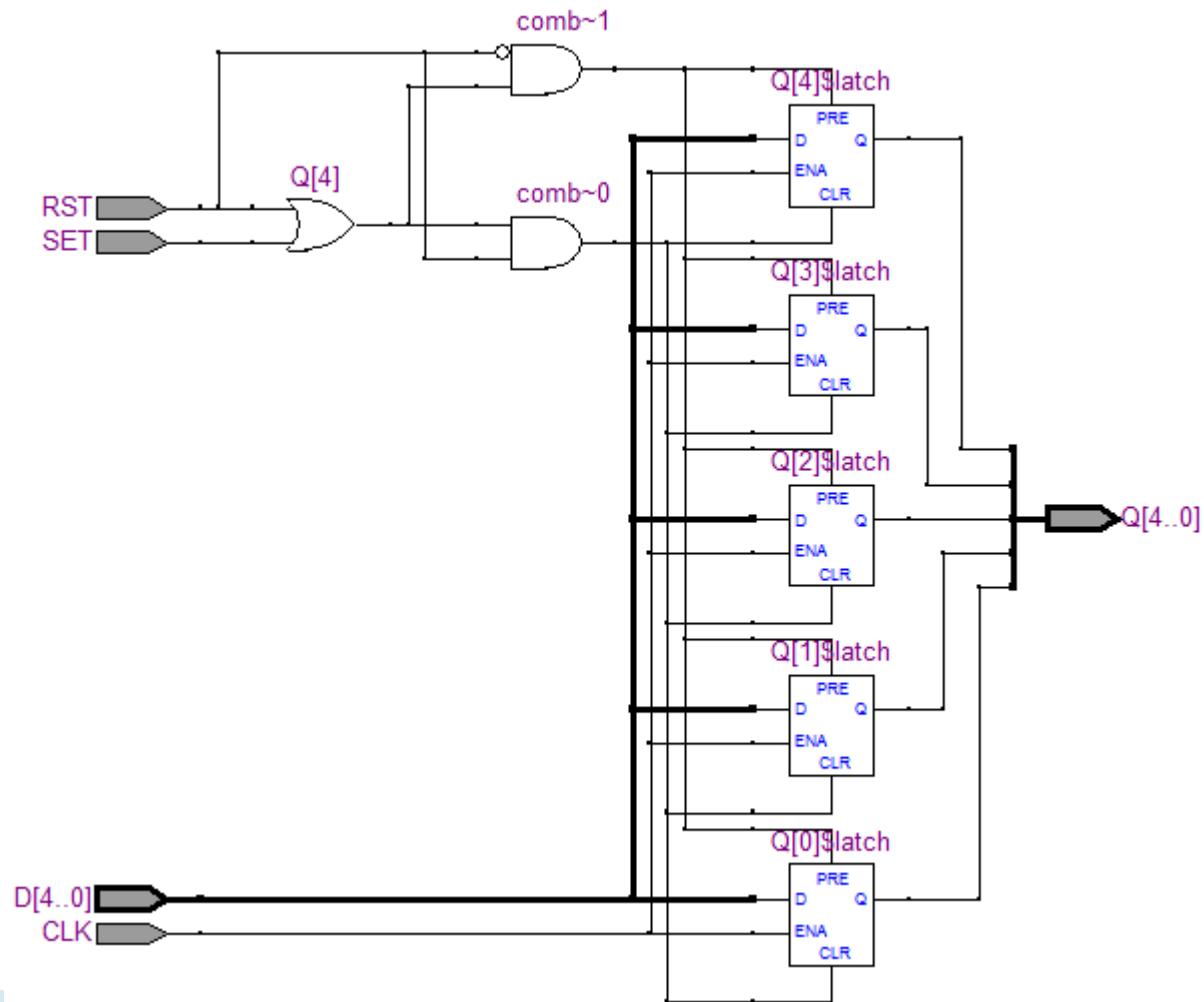 comb~1
Q[4]$latch
PRE
D Q
ENA
CLR
Q[4]
comb~0
RST
SET
Q[3]$latch
PRE
D Q
ENA
CLR
Q[2]$latch
PRE
D Q
ENA
CLR
Q[4..0]
Q[1]$latch
PRE
D Q
ENA
CLR
Q[0]$latch
PRE
D Q
ENA
CLR
D[4..0]
CLK